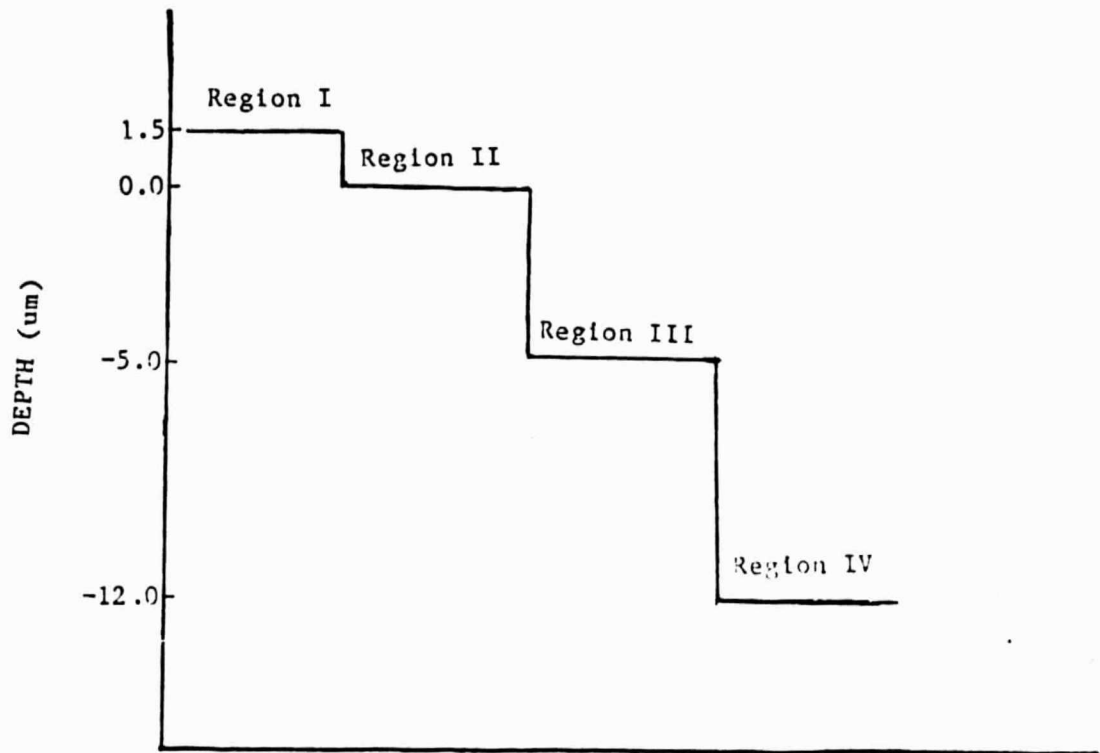 Region I
1.5
Region II
0.0
DEPTH (um)
Region III
-5.0
Region IV
-12.0